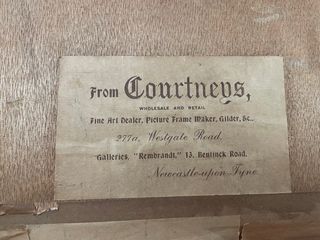 From Courtneys,
WHOLESALE AND RETAIL
Fine Art Dealer, Picture Frame Maker, Gilder, &c.,
277a, Westgate Road,
Galleries, "Rembrandt," 13, Bentinck Road,
Newcastle-upon Tyne